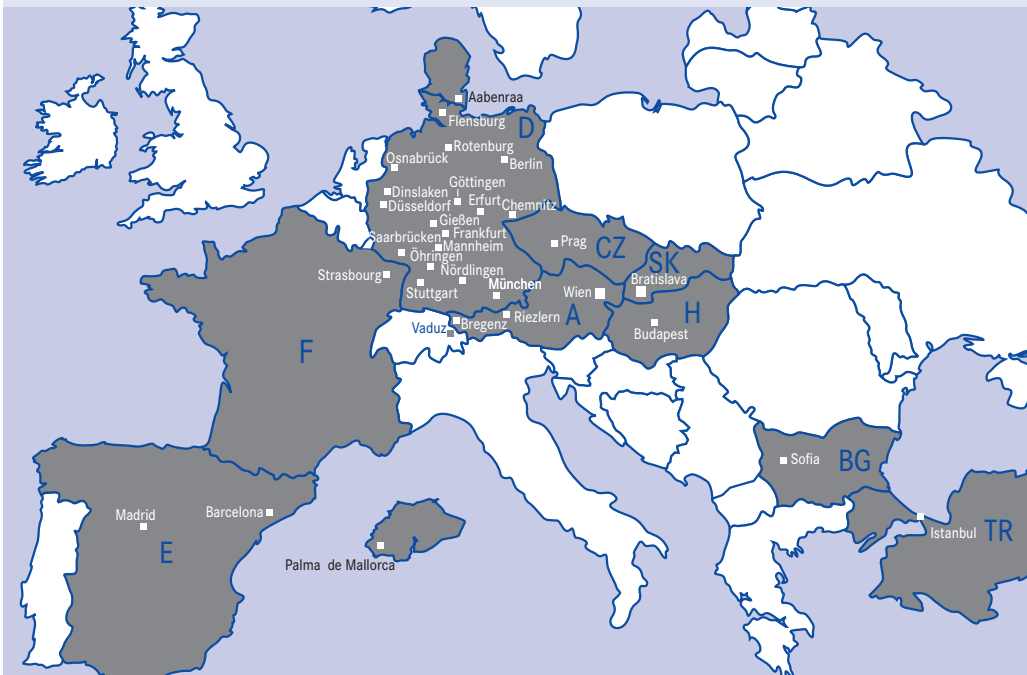 Aabenraa
Flensburg
D
Rotenburg
Osnabrück
Berlin
Göttingen
Dinslaken
Erfurt
Düsseldorf
Chemnitz
Gießen
Saarbrücken
Frankfurt
Prag
CZ
Mannheim
Öhringen
SK
Strasbourg
Nördlingen
Bratislava
Stuttgart
München
Wien
Vaduz
Bregenz
Riezlern
A
H
Budapest
F
Sofia
BG
Madrid
Barcelona
Istanbul
TR
E
Palma de Mallorca